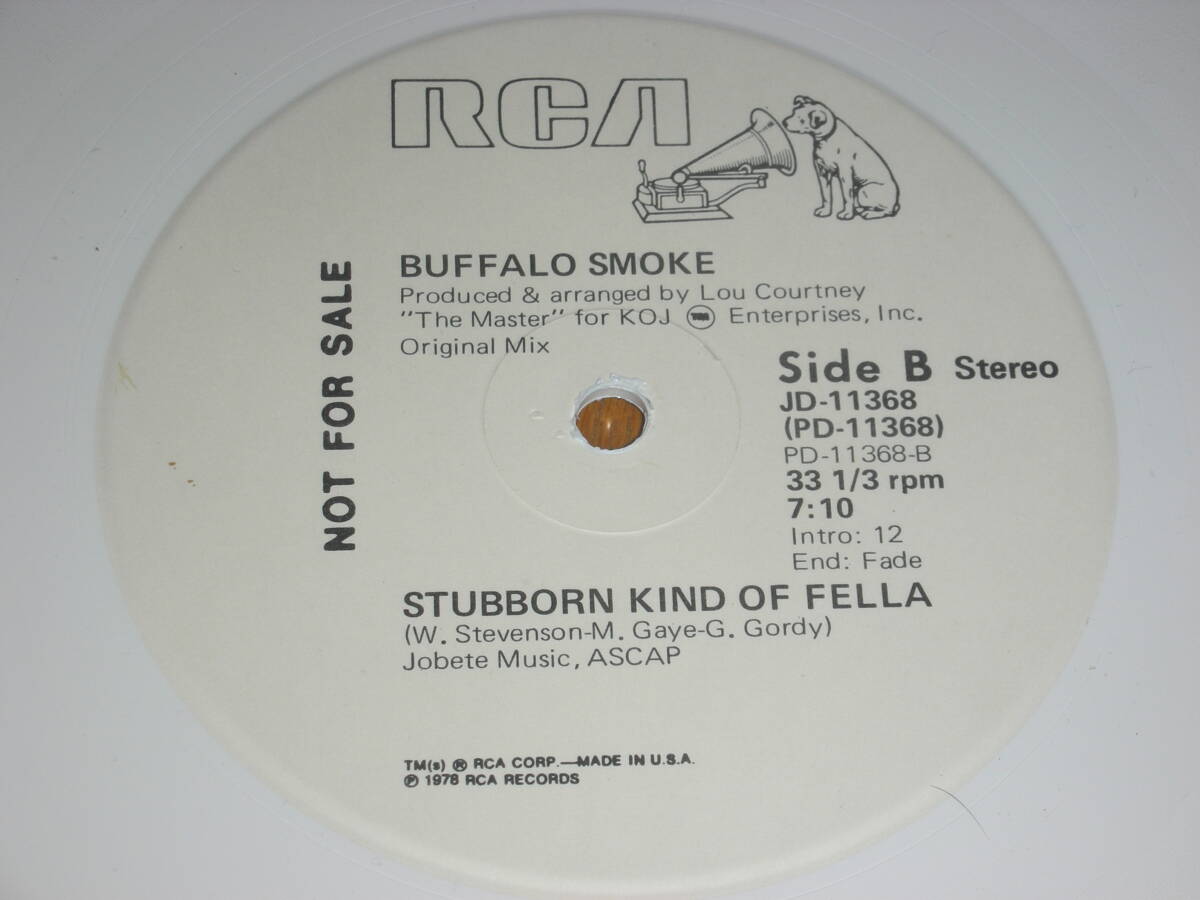 RCA
NOT FOR SALE
BUFFALO SMOKE
Produced & arranged by Lou Courtney
"The Master" for KOJ Enterprises, Inc.
Original Mix
Side B Stereo
JD-11368
(PD-11368)
PD-11368-B
33 1/3 rpm
7:10
Intro: 12
End: Fade
STUBBORN KIND OF FELLA
(W. Stevenson-M. Gaye-G. Gordy)
Jobete Music, ASCAP
TM(s) ® RCA CORP.—MADE IN U.S.A.
℗ 1978 RCA RECORDS